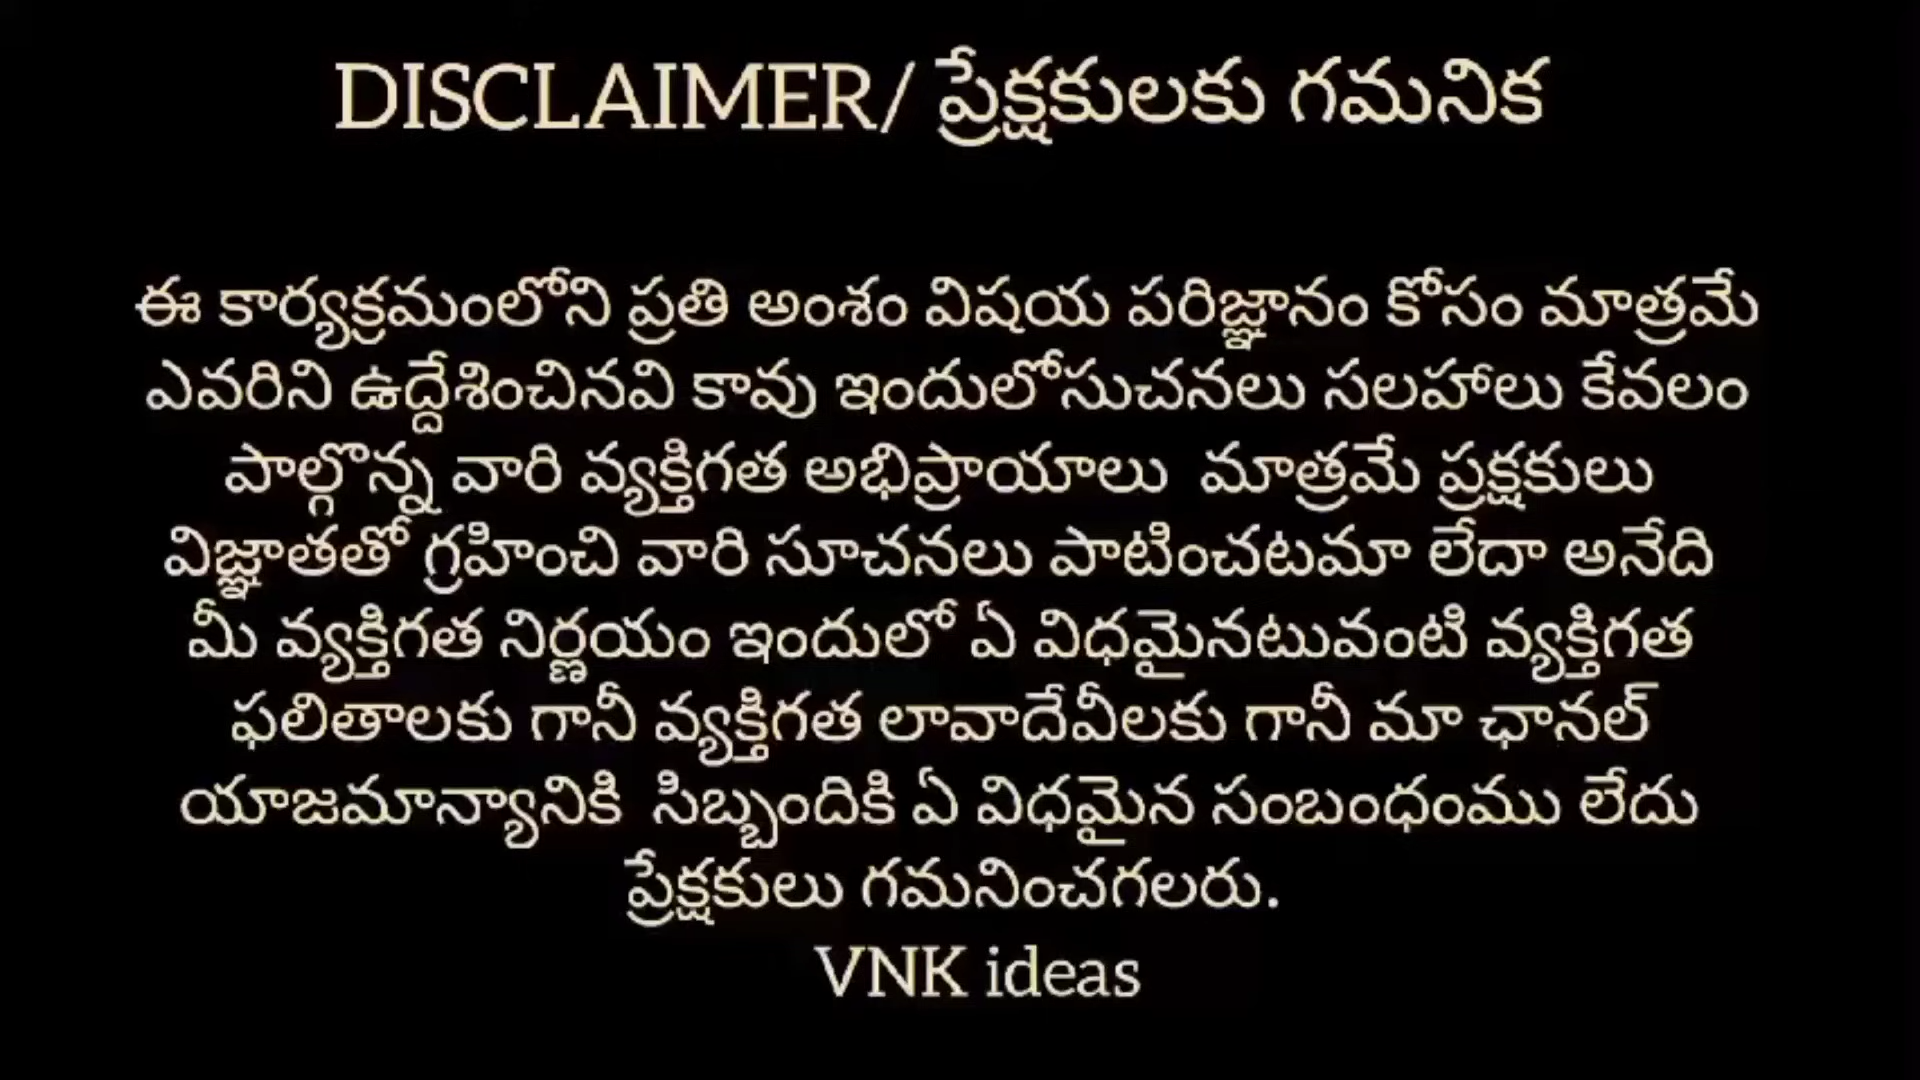 DISCLAIMER/ ప్రేక్షకులకు గమనిక
ఈ కార్యక్రమంలోని ప్రతి అంశం విషయ పరిజ్ఞానం కోసం మాత్రమే
ఎవరిని ఉద్దేశించినవి కావు ఇందులోసుచనలు సలహాలు కేవలం
పాల్గొన్న వారి వ్యక్తిగత అభిప్రాయాలు మాత్రమే ప్రక్షకులు
విజ్ఞాతతో గ్రహించి వారి సూచనలు పాటించటమా లేదా అనేది
మీ వ్యక్తిగత నిర్ణయం ఇందులో ఏ విధమైనటువంటి వ్యక్తిగత
ఫలితాలకు గానీ వ్యక్తిగత లావాదేవీలకు గానీ మా ఛానల్
యాజమాన్యానికి సిబ్బందికి ఏ విధమైన సంబంధంము లేదు
ప్రేక్షకులు గమనించగలరు.
VNK ideas